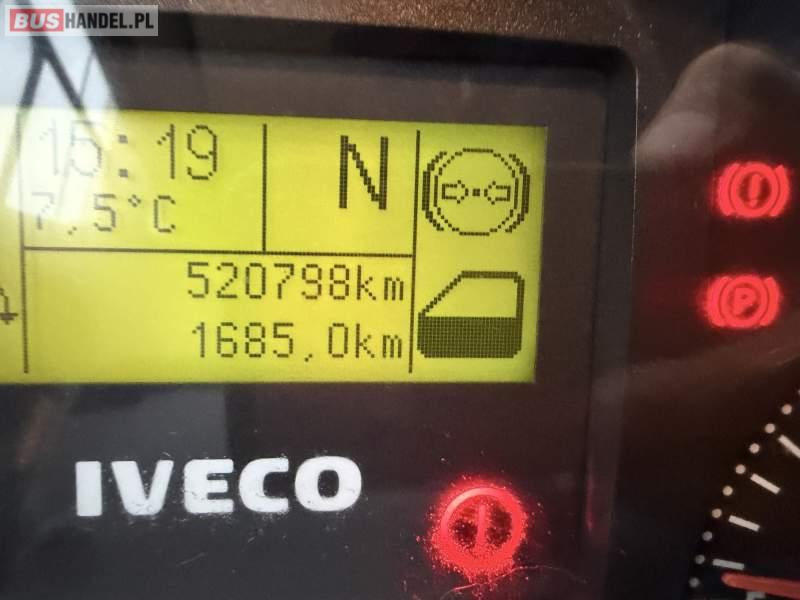 BUSHANDEL.PL
15:19
N
7,5°C
520798km
1685,0km
P
IVECO